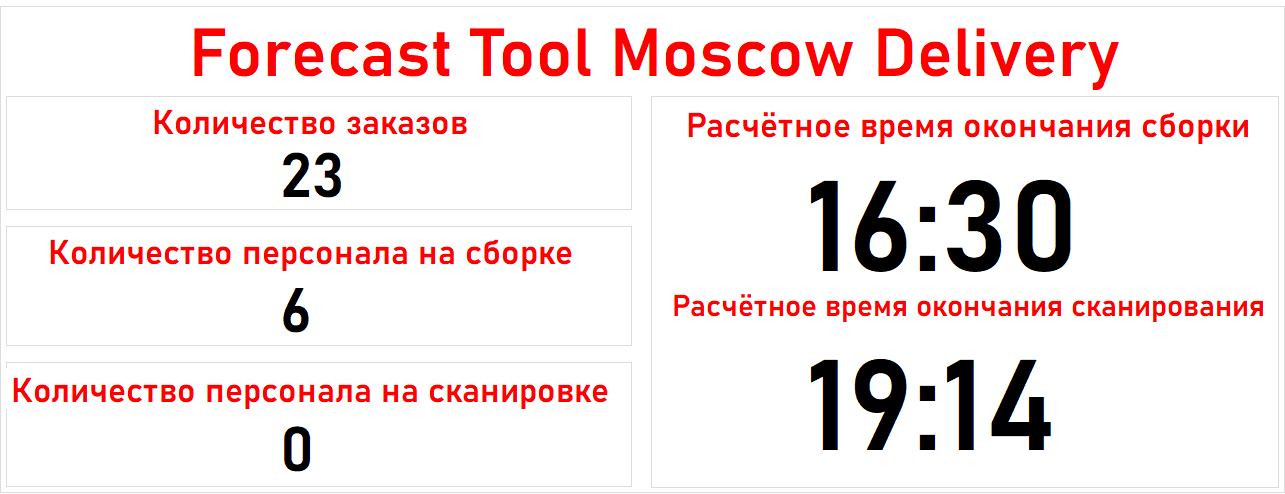 Forecast Tool Moscow Delivery
Количество заказов
23
Количество персонала на сборке
6
Количество персонала на сканировке
0
Расчётное время окончания сборки
16:30
Расчётное время окончания сканирования
19:14